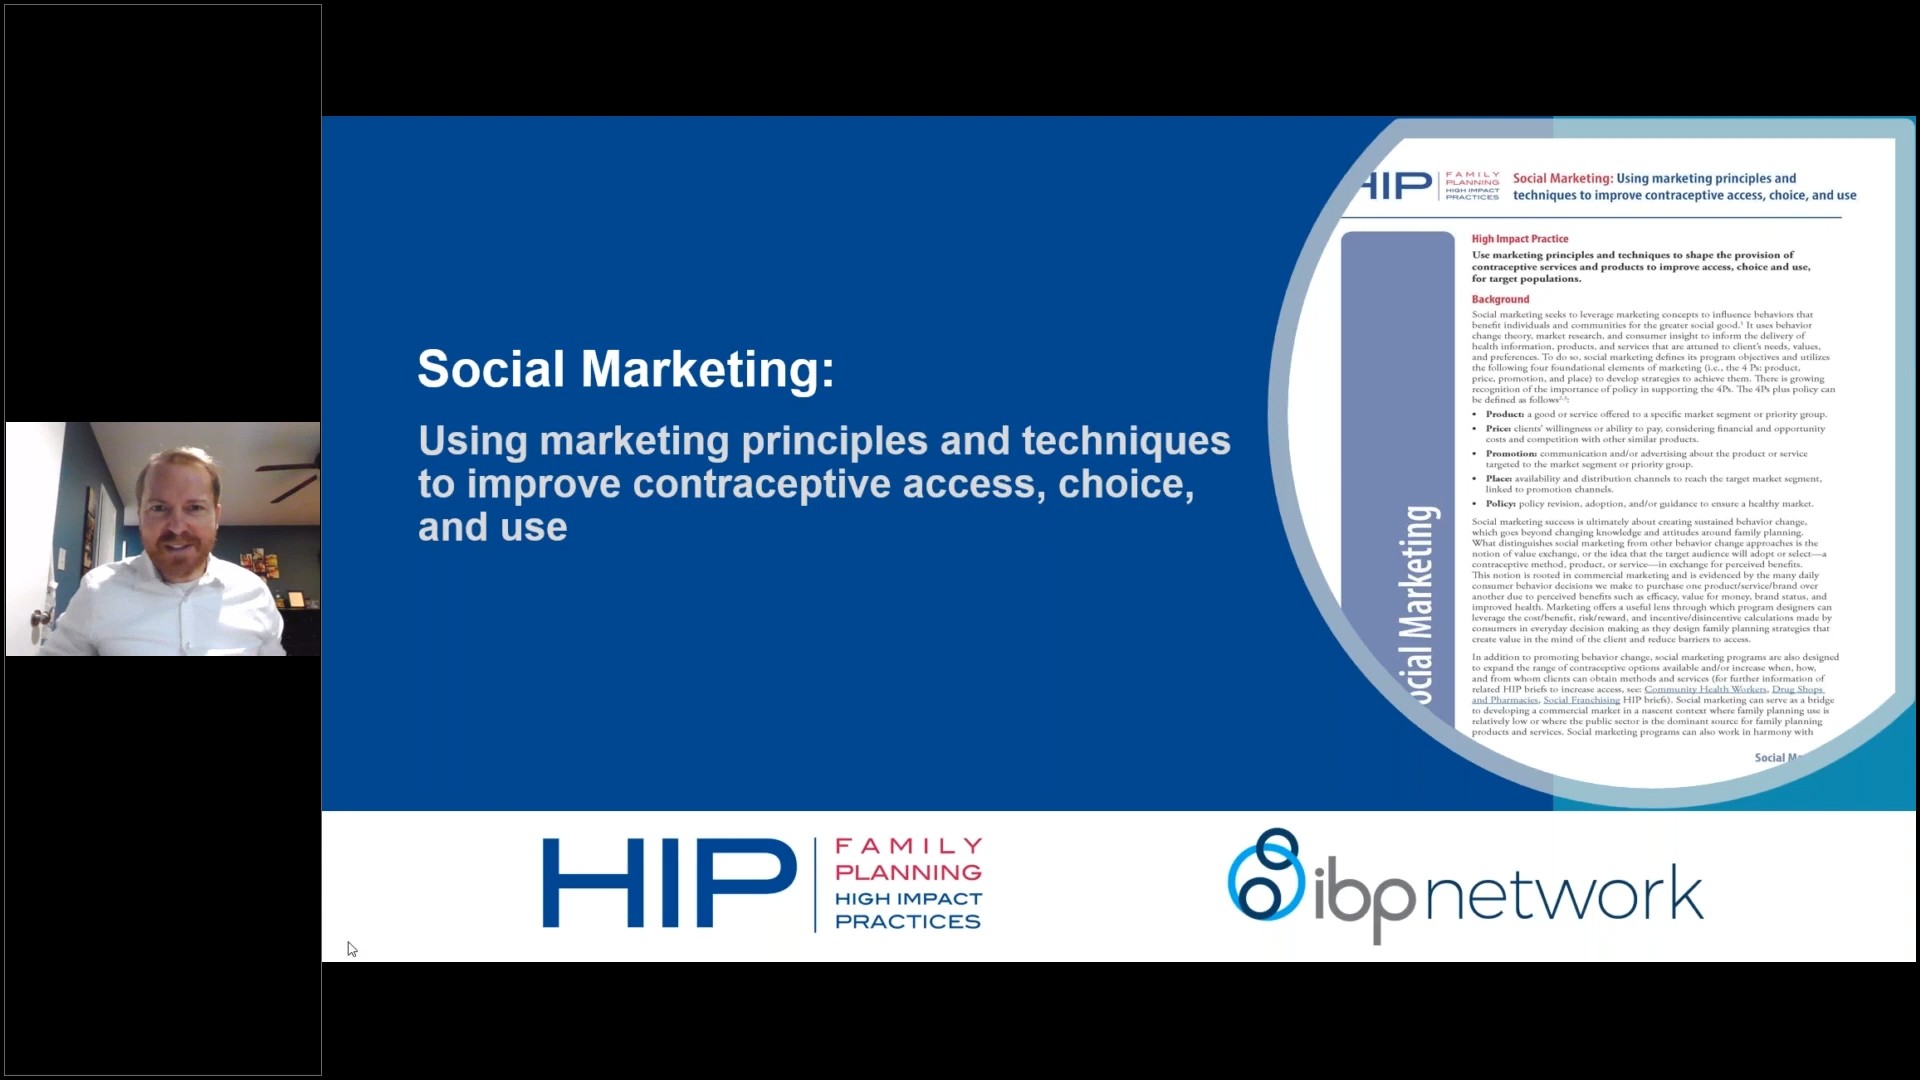 Social Marketing:
Using marketing principles and techniques
to improve contraceptive access, choice,
and use
HIP
FAMILY
PLANNING
HIGH IMPACT
PRACTICES
Social Marketing: Using marketing principles and
techniques to improve contraceptive access, choice, and use
High Impact Practice
Use marketing principles and techniques to shape the provision of
contraceptive services and products to improve access, choice and use,
for target populations.
Background
Social marketing seeks to leverage marketing concepts to influence behaviors that
benefit individuals and communities for the greater social good.¹ It uses behavior
change theory, market research, and consumer insight to inform the delivery of
health information, products, and services that are attuned to client's needs, values,
and preferences. To do so, social marketing defines its program objectives and utilizes
the following four foundational elements of marketing (i.e., the 4 Ps: product,
price, promotion, and place) to develop strategies to achieve them. There is growing
recognition of the importance of policy in supporting the 4Ps. The 4Ps plus policy can
be defined as follows²,³:
• Product: a good or service offered to a specific market segment or priority group.
• Price: clients' willingness or ability to pay, considering financial and opportunity
costs and competition with other similar products.
• Promotion: communication and/or advertising about the product or service
targeted to the market segment or priority group.
• Place: availability and distribution channels to reach the target market segment,
linked to promotion channels.
• Policy: policy revision, adoption, and/or guidance to ensure a healthy market.
Social marketing success is ultimately about creating sustained behavior change,
which goes beyond changing knowledge and attitudes around family planning.
What distinguishes social marketing from other behavior change approaches is the
notion of value exchange, or the idea that the target audience will adopt or select—a
contraceptive method, product, or service—in exchange for perceived benefits.
This notion is rooted in commercial marketing and is evidenced by the many daily
consumer behavior decisions we make to purchase one product/service/brand over
another due to perceived benefits such as efficacy, value for money, brand status, and
improved health. Marketing offers a useful lens through which program designers can
leverage the cost/benefit, risk/reward, and incentive/disincentive calculations made by
consumers in everyday decision making as they design family planning strategies that
create value in the mind of the client and reduce barriers to access.
In addition to promoting behavior change, social marketing programs are also designed
to expand the range of contraceptive options available and/or increase when, how,
and from whom clients can obtain methods and services (for further information of
related HIP briefs to increase access, see: Community Health Workers, Drug Shops
and Pharmacies, Social Franchising HIP briefs). Social marketing can serve as a bridge
to developing a commercial market in a nascent context where family planning use is
relatively low or where the public sector is the dominant source for family planning
products and services. Social marketing programs can also work in harmony with
ocial Marketing
Social M
HIP
FAMILY
PLANNING
HIGH IMPACT
PRACTICES
ibpnetwork